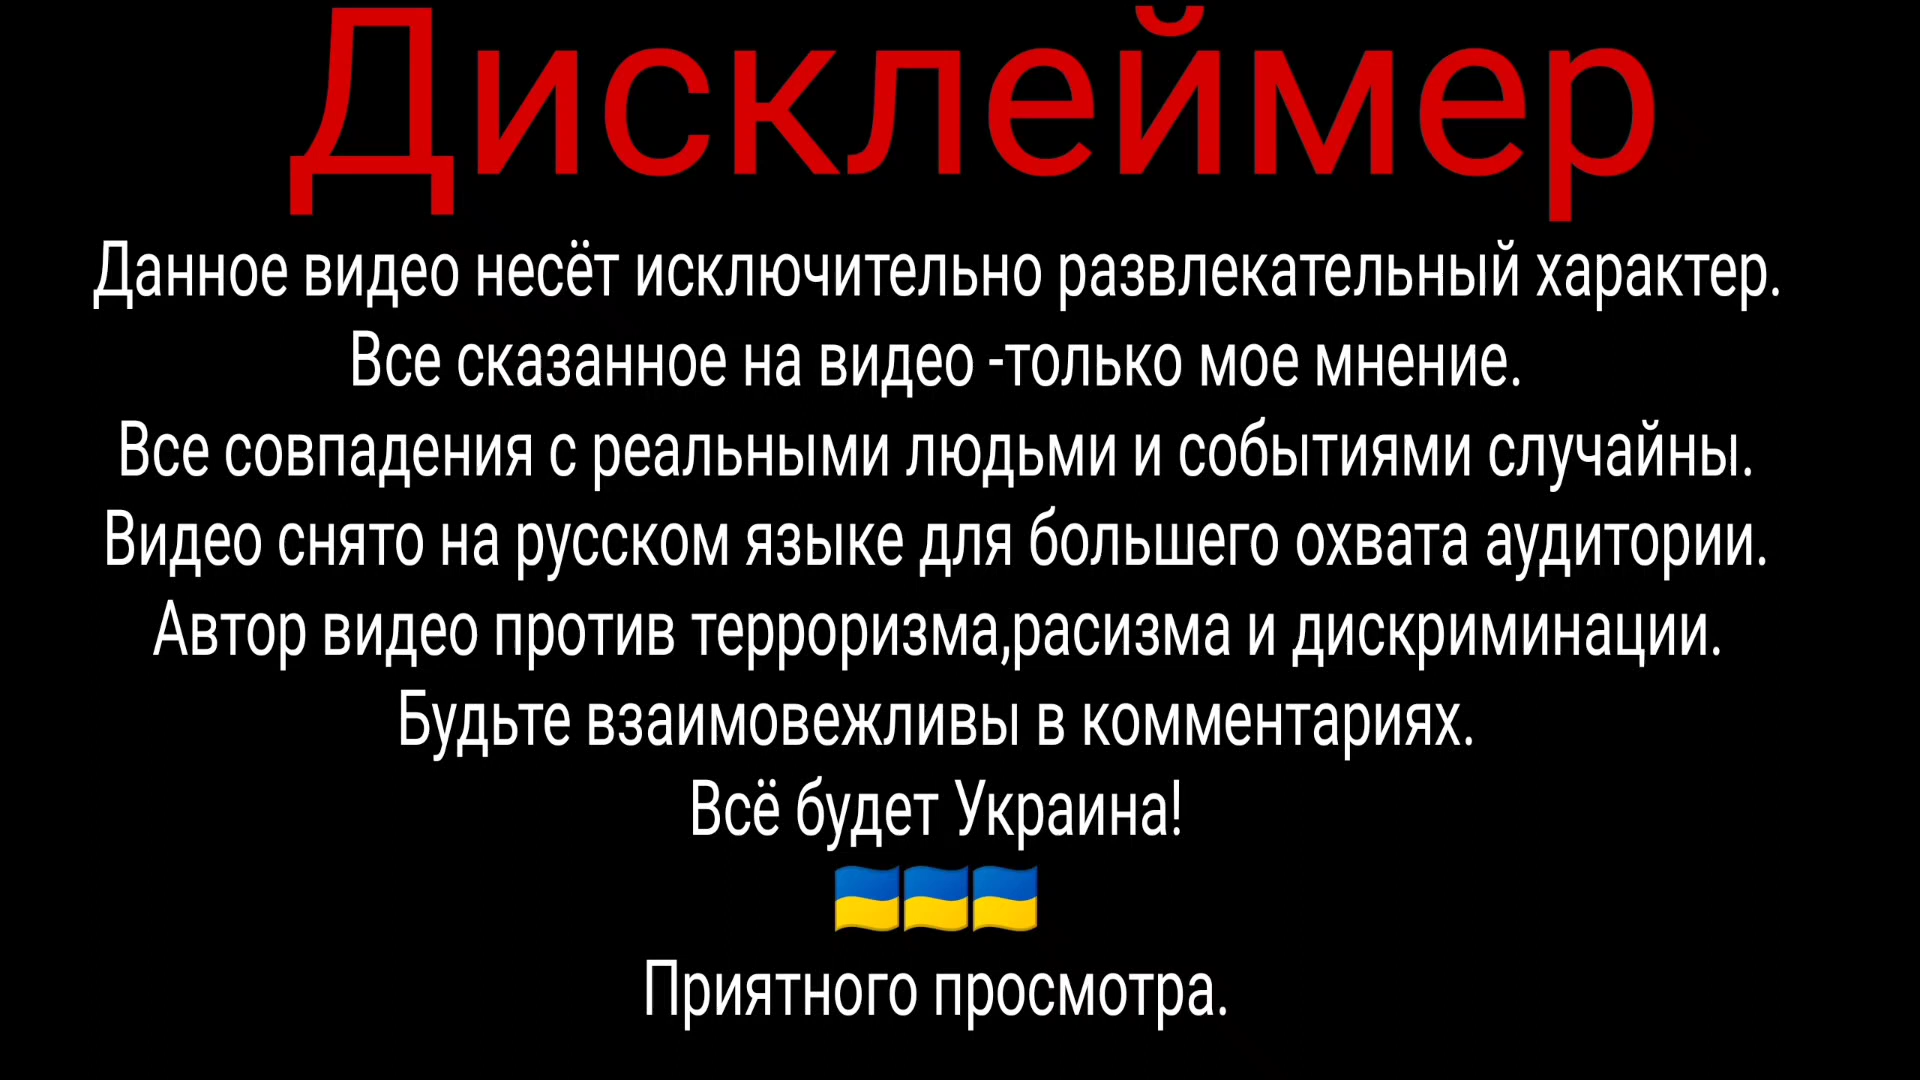 Дисклеймер
Данное видео несёт исключительно развлекательный характер.
Все сказанное на видео -только мое мнение.
Все совпадения с реальными людьми и событиями случайны.
Видео снято на русском языке для большего охвата аудитории.
Автор видео против терроризма,расизма и дискриминации.
Будьте взаимовежливы в комментариях.
Всё будет Украина!
🇺🇦🇺🇦🇺🇦
Приятного просмотра.